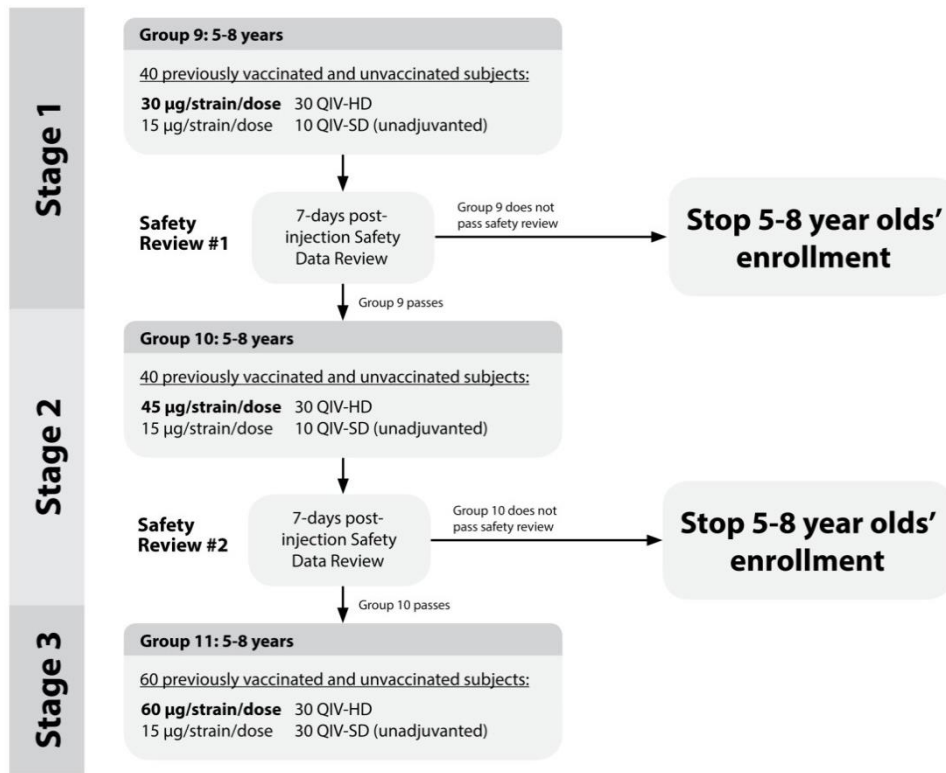 Stage 1
Group 9: 5-8 years
40 previously vaccinated and unvaccinated subjects:
30 µg/strain/dose 30 QIV-HD
15 µg/strain/dose 10 QIV-SD (unadjuvanted)
Safety
Review #1
7-days post-
injection Safety
Data Review
Group 9 does not
pass safety review
Stop 5-8 year olds’
enrollment
Group 9 passes
Stage 2
Group 10: 5-8 years
40 previously vaccinated and unvaccinated subjects:
45 µg/strain/dose 30 QIV-HD
15 µg/strain/dose 10 QIV-SD (unadjuvanted)
Safety
Review #2
7-days post-
injection Safety
Data Review
Group 10 does not
pass safety review
Stop 5-8 year olds’
enrollment
Group 10 passes
Stage 3
Group 11: 5-8 years
60 previously vaccinated and unvaccinated subjects:
60 µg/strain/dose 30 QIV-HD
15 µg/strain/dose 30 QIV-SD (unadjuvanted)